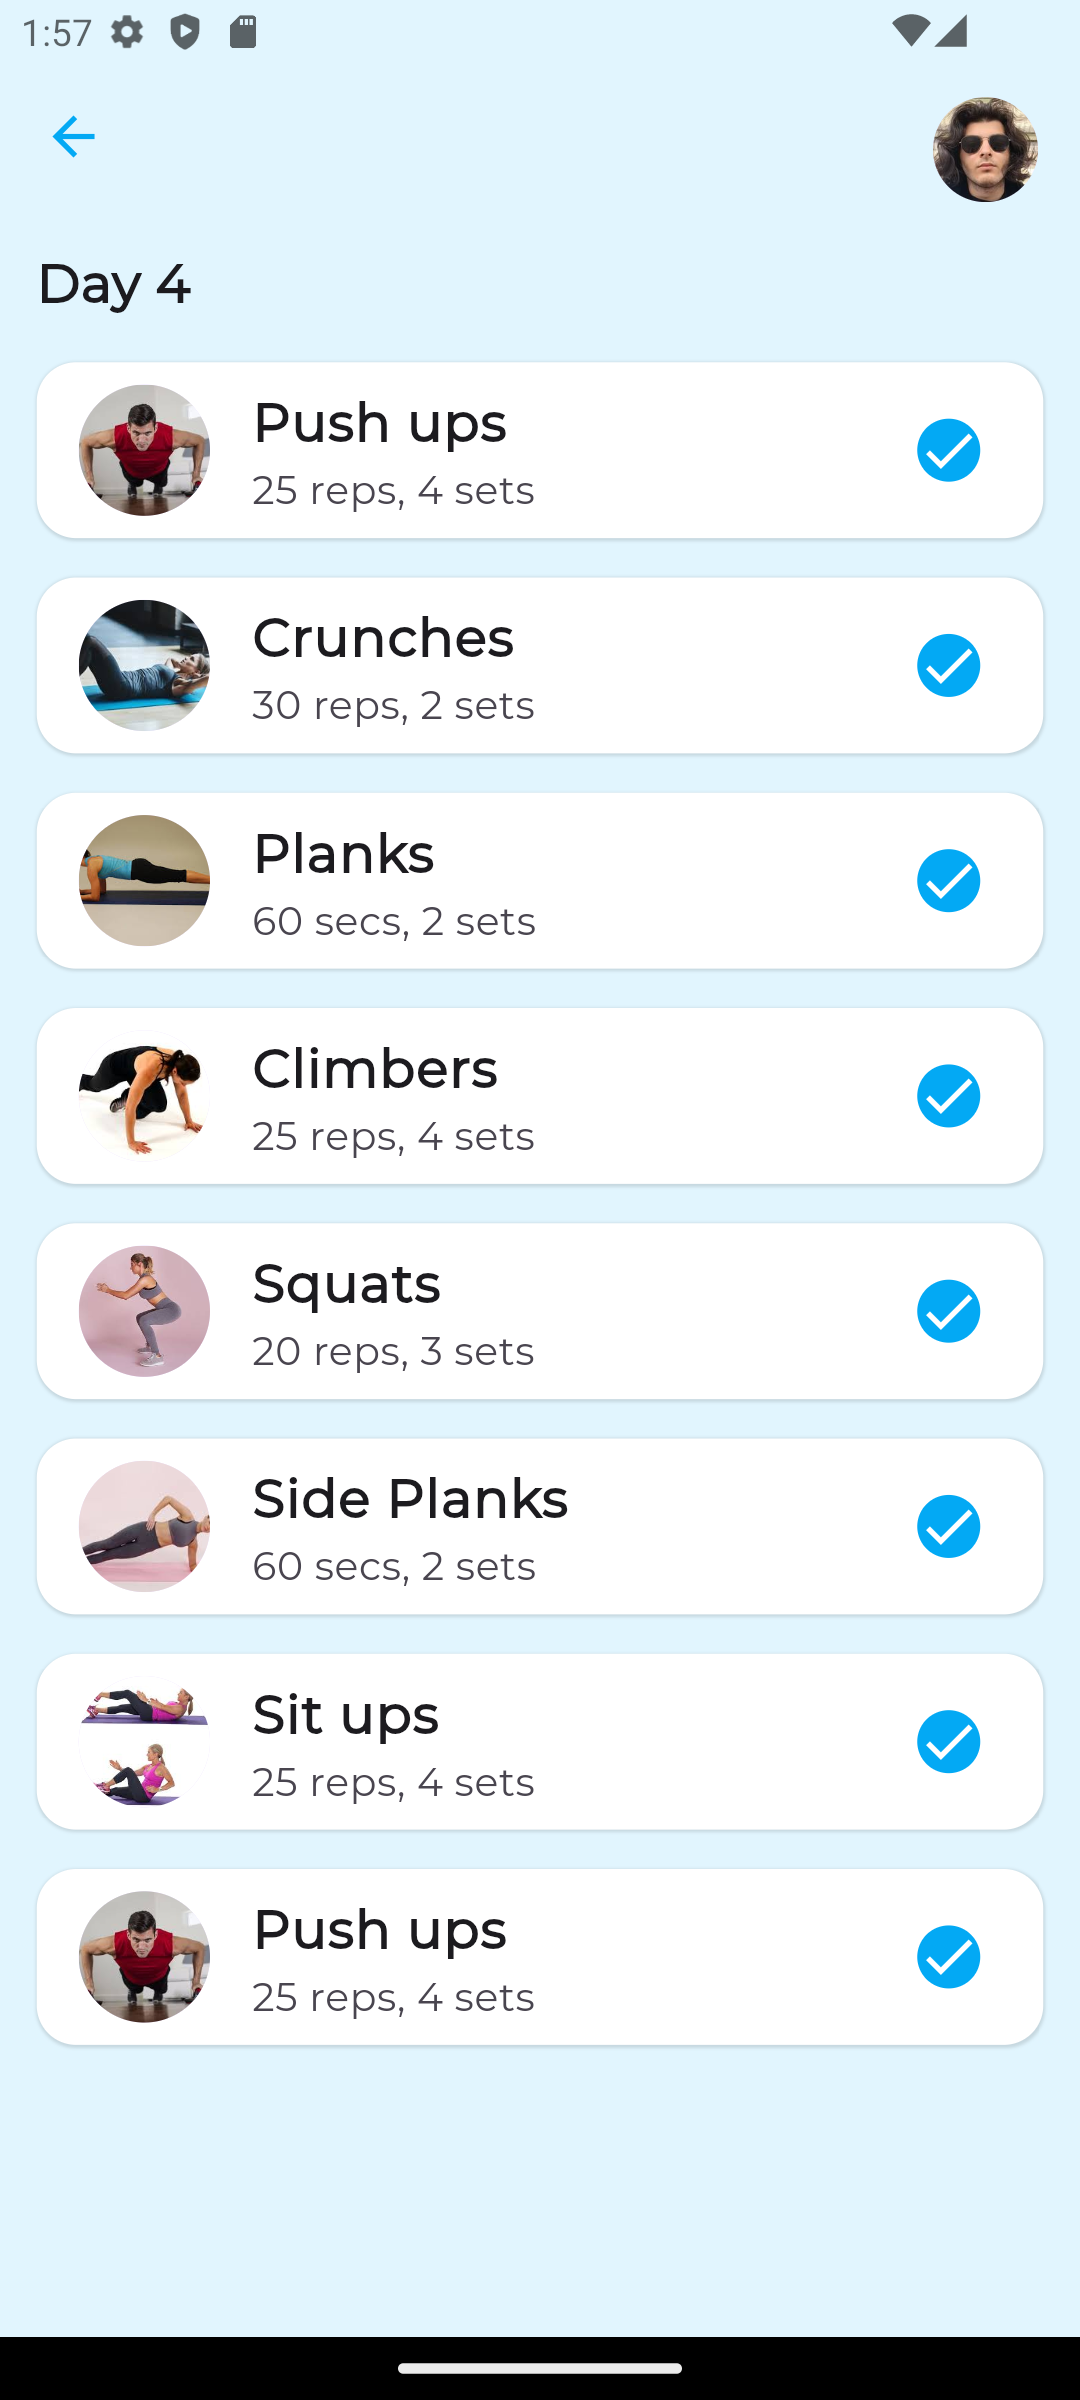 1:57
Day 4
Push ups
25 reps, 4 sets
Crunches
30 reps, 2 sets
Planks
60 secs, 2 sets
Climbers
25 reps, 4 sets
Squats
20 reps, 3 sets
Side Planks
60 secs, 2 sets
Sit ups
25 reps, 4 sets
Push ups
25 reps, 4 sets